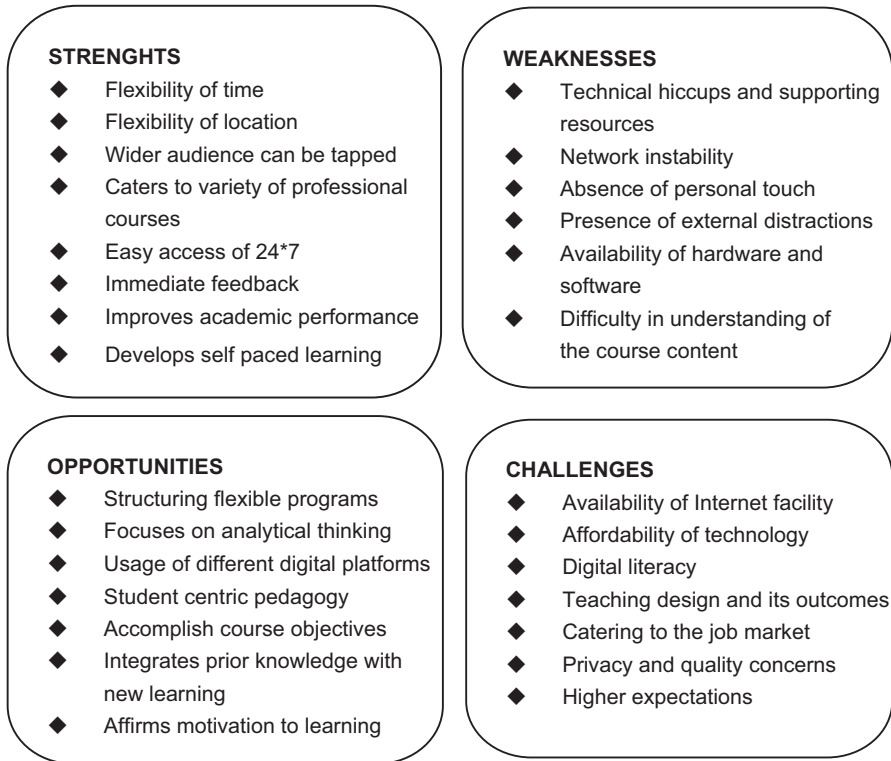 STRENGHTS
◆ Flexibility of time
◆ Flexibility of location
◆ Wider audience can be tapped
◆ Caters to variety of professional
courses
◆ Easy access of 24*7
◆ Immediate feedback
◆ Improves academic performance
◆ Develops self paced learning
WEAKNESSES
◆ Technical hiccups and supporting
resources
◆ Network instability
◆ Absence of personal touch
◆ Presence of external distractions
◆ Availability of hardware and
software
◆ Difficulty in understanding of
the course content
OPPORTUNITIES
◆ Structuring flexible programs
◆ Focuses on analytical thinking
◆ Usage of different digital platforms
◆ Student centric pedagogy
◆ Accomplish course objectives
◆ Integrates prior knowledge with
new learning
◆ Affirms motivation to learning
CHALLENGES
◆ Availability of Internet facility
◆ Affordability of technology
◆ Digital literacy
◆ Teaching design and its outcomes
◆ Catering to the job market
◆ Privacy and quality concerns
◆ Higher expectations